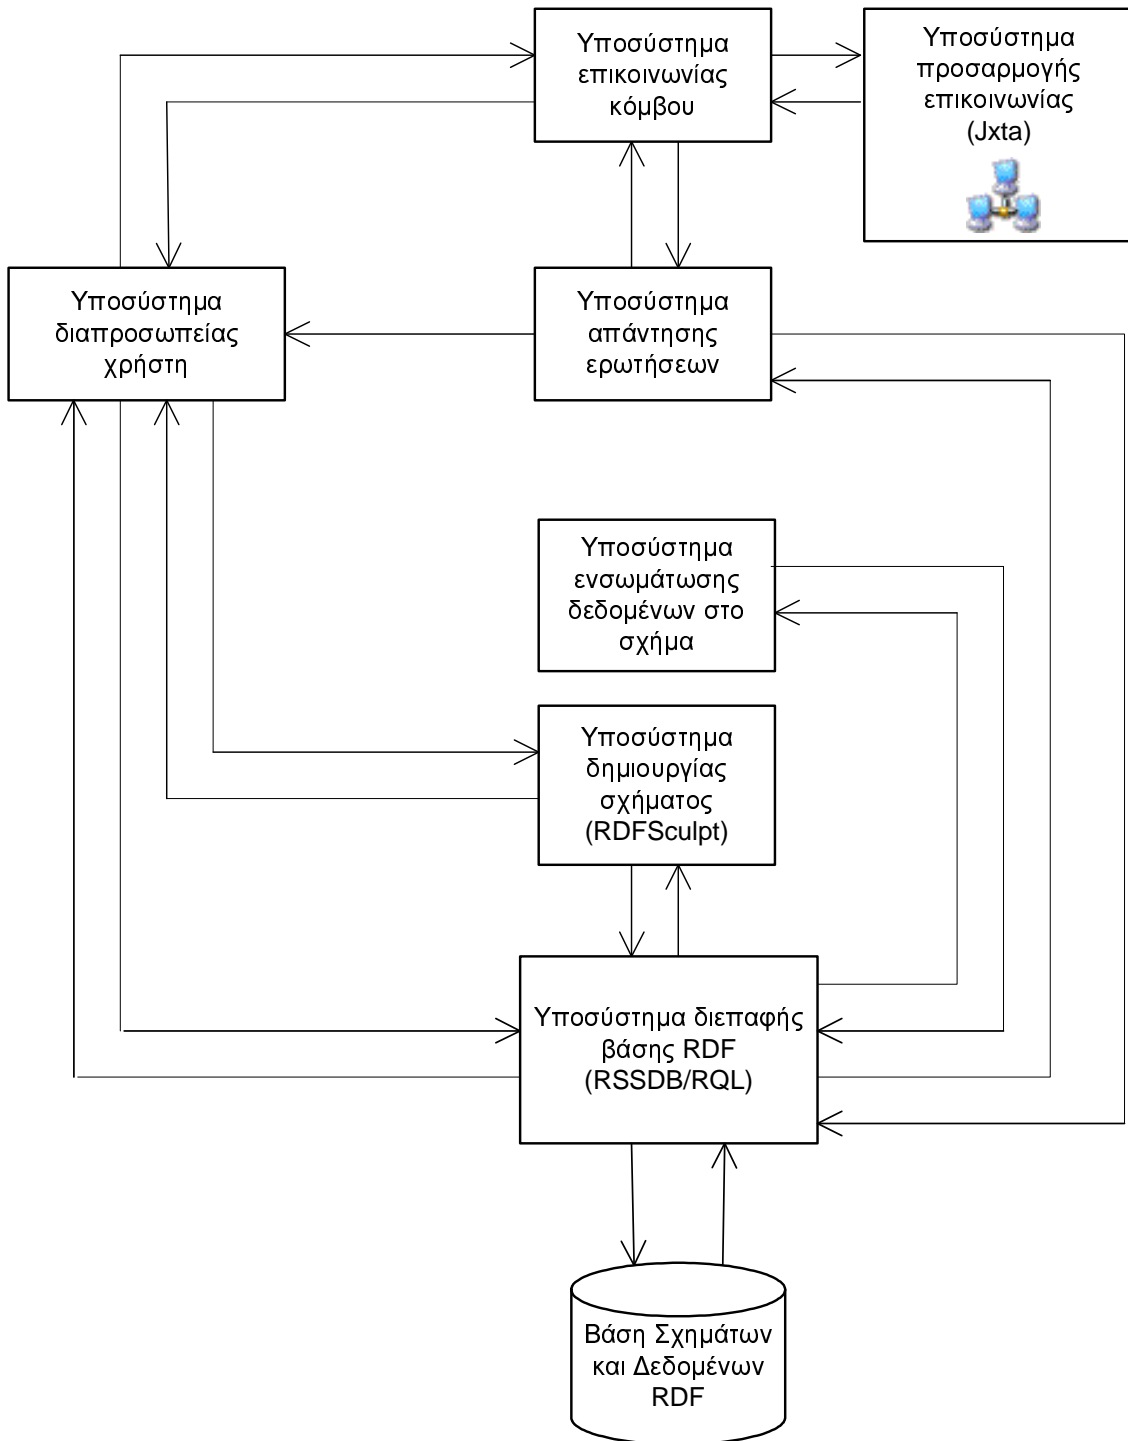 Υποσύστημα
επικοινωνίας
κόμβου
Υποσύστημα
προσαρμογής
επικοινωνίας
(Jxta)
Υποσύστημα
διαπροσωπείας
χρήστη
Υποσύστημα
απάντησης
ερωτήσεων
Υποσύστημα
ενσωμάτωσης
δεδομένων στο
σχήμα
Υποσύστημα
δημιουργίας
σχήματος
(RDFSculpt)
Υποσύστημα διεπαφής
βάσης RDF
(RSSDB/RQL)
Βάση Σχημάτων
και Δεδομένων
RDF